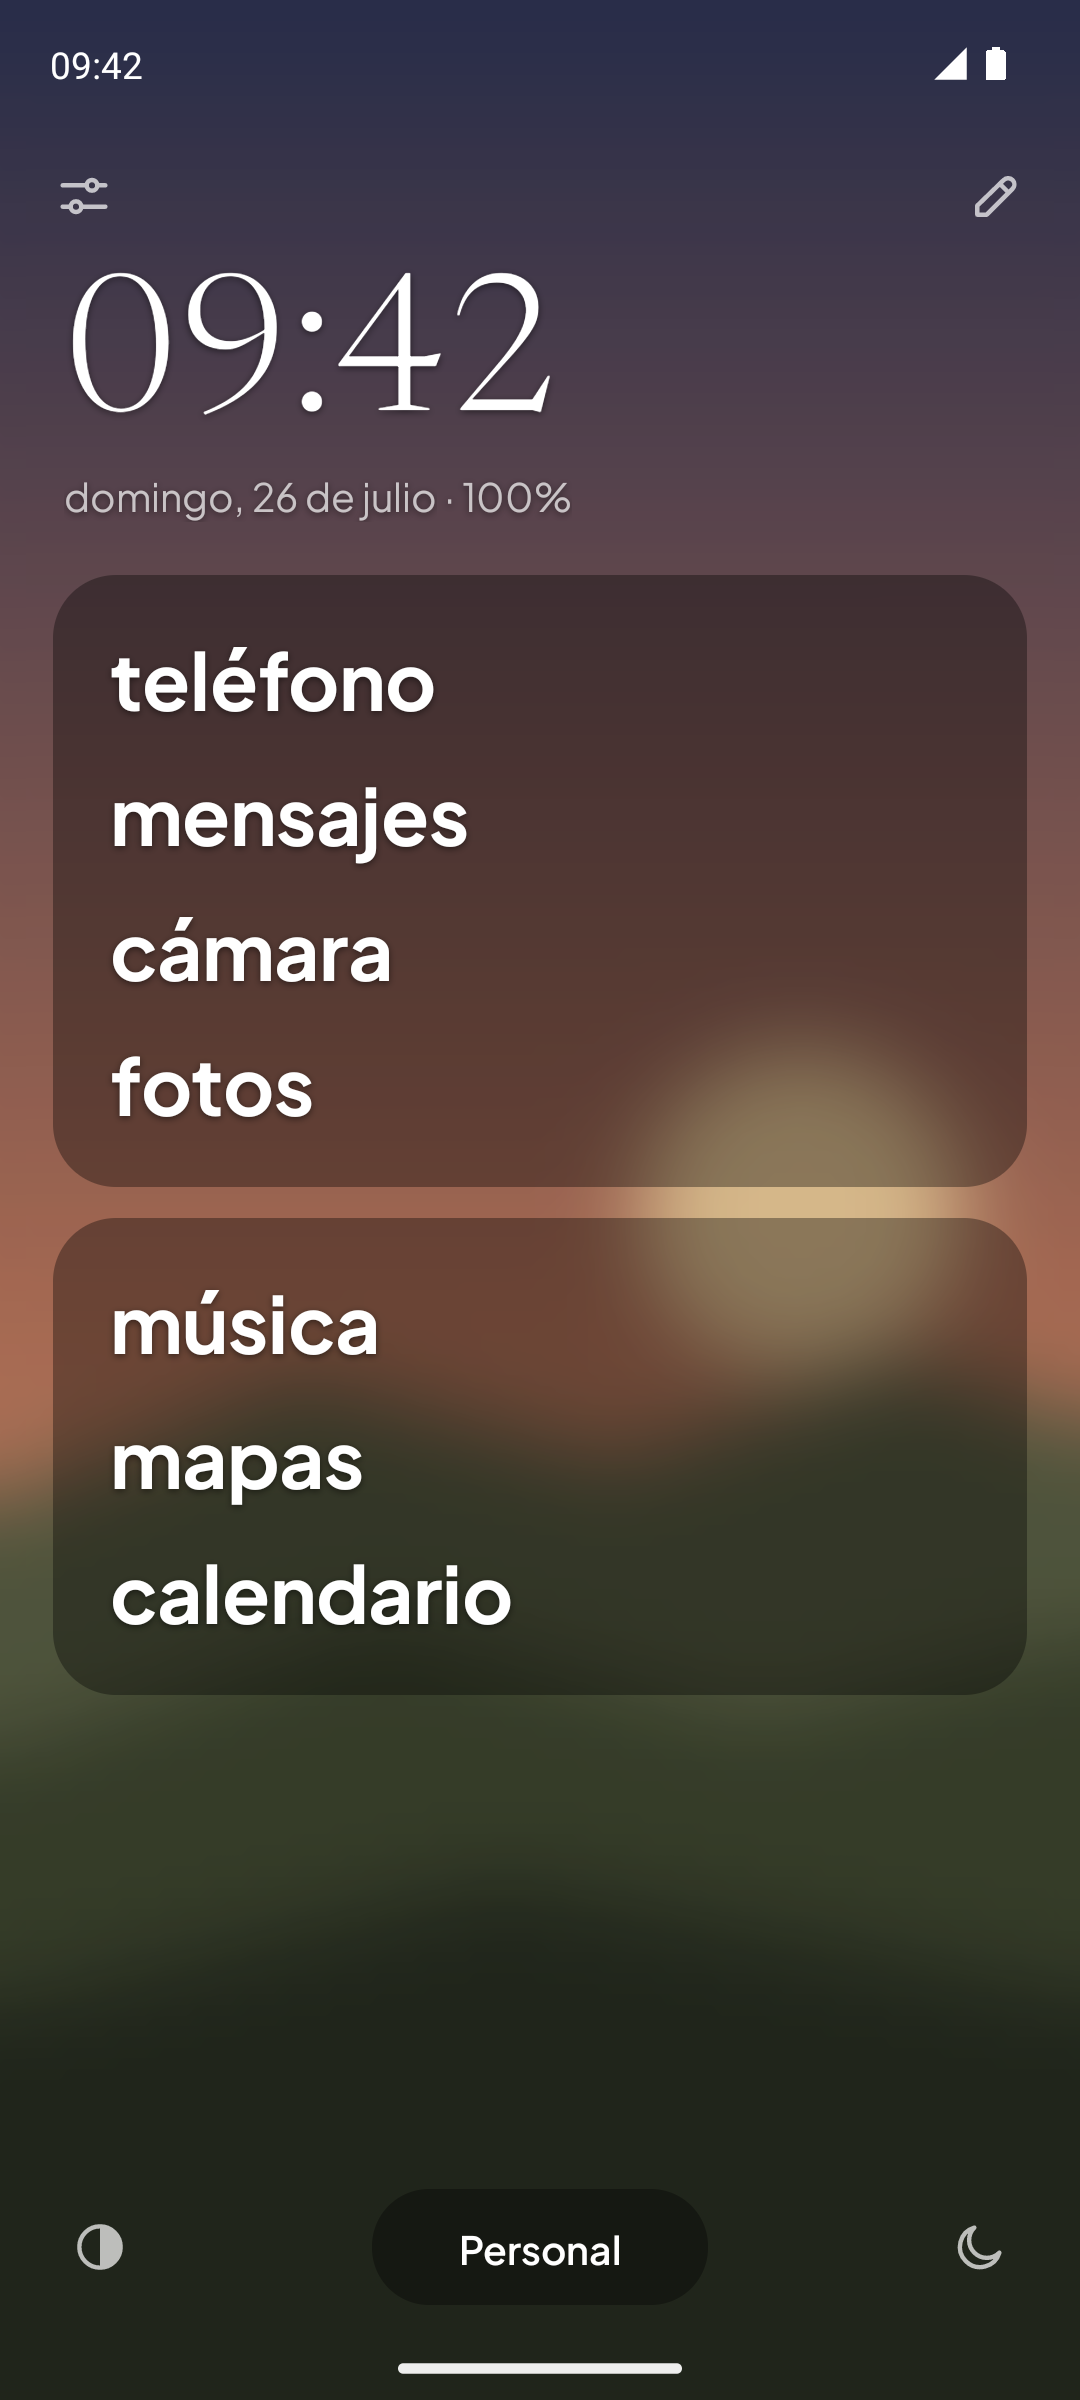 09:42
09:42
domingo, 26 de julio · 100%
teléfono
mensajes
cámara
fotos
música
mapas
calendario
Personal